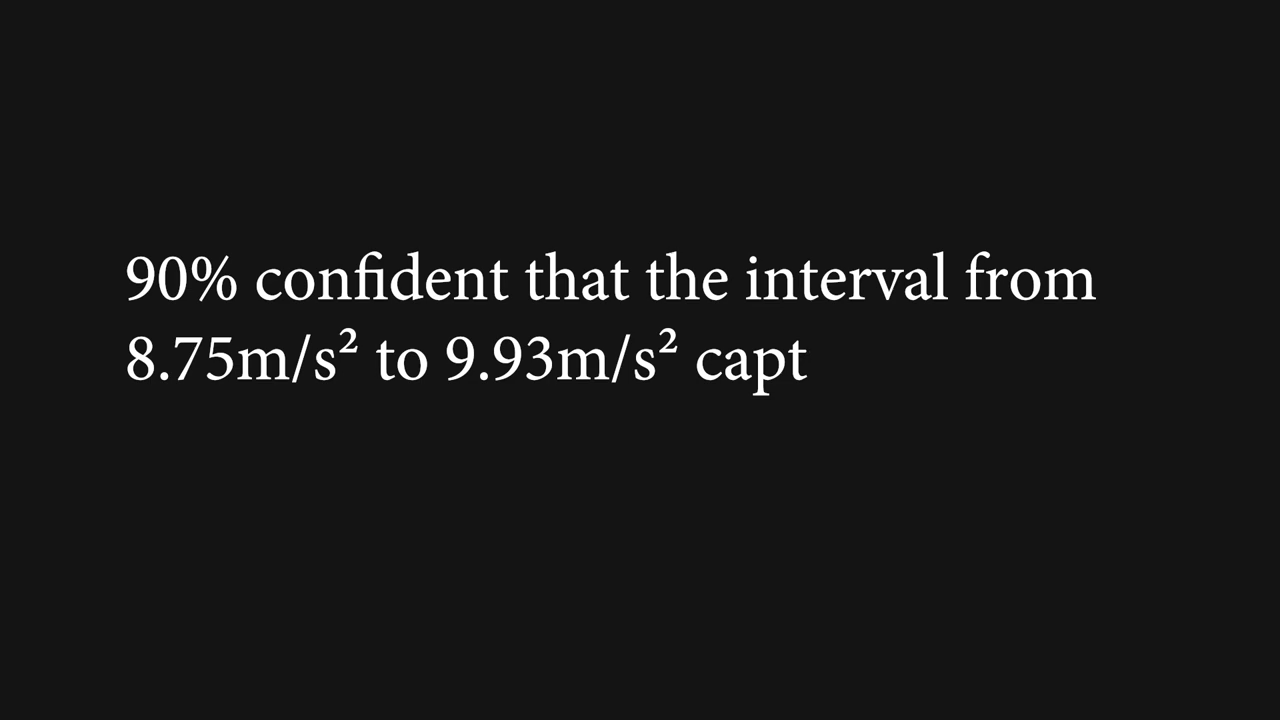 90% confident that the interval from
8.75m/s² to 9.93m/s² capt